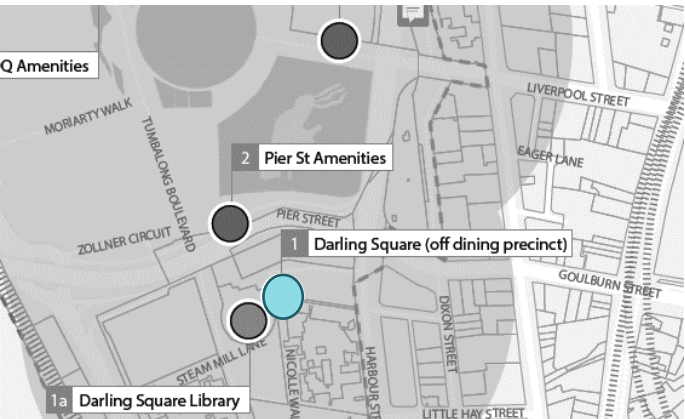 Q Amenities
LIVERPOOL STREET
MORIARTY WALK
TUMBALONG BOULEVARD
EAGER LANE
2 Pier St Amenities
PIER STREET
ZOLLNER CIRCUIT
1 Darling Square (off dining precinct)
GOULBURN STREET
DIXON STREET
STEAM MILL LANE
NICOLLE WA
HARBOUR ST
1a Darling Square Library
LITTLE HAY STREET